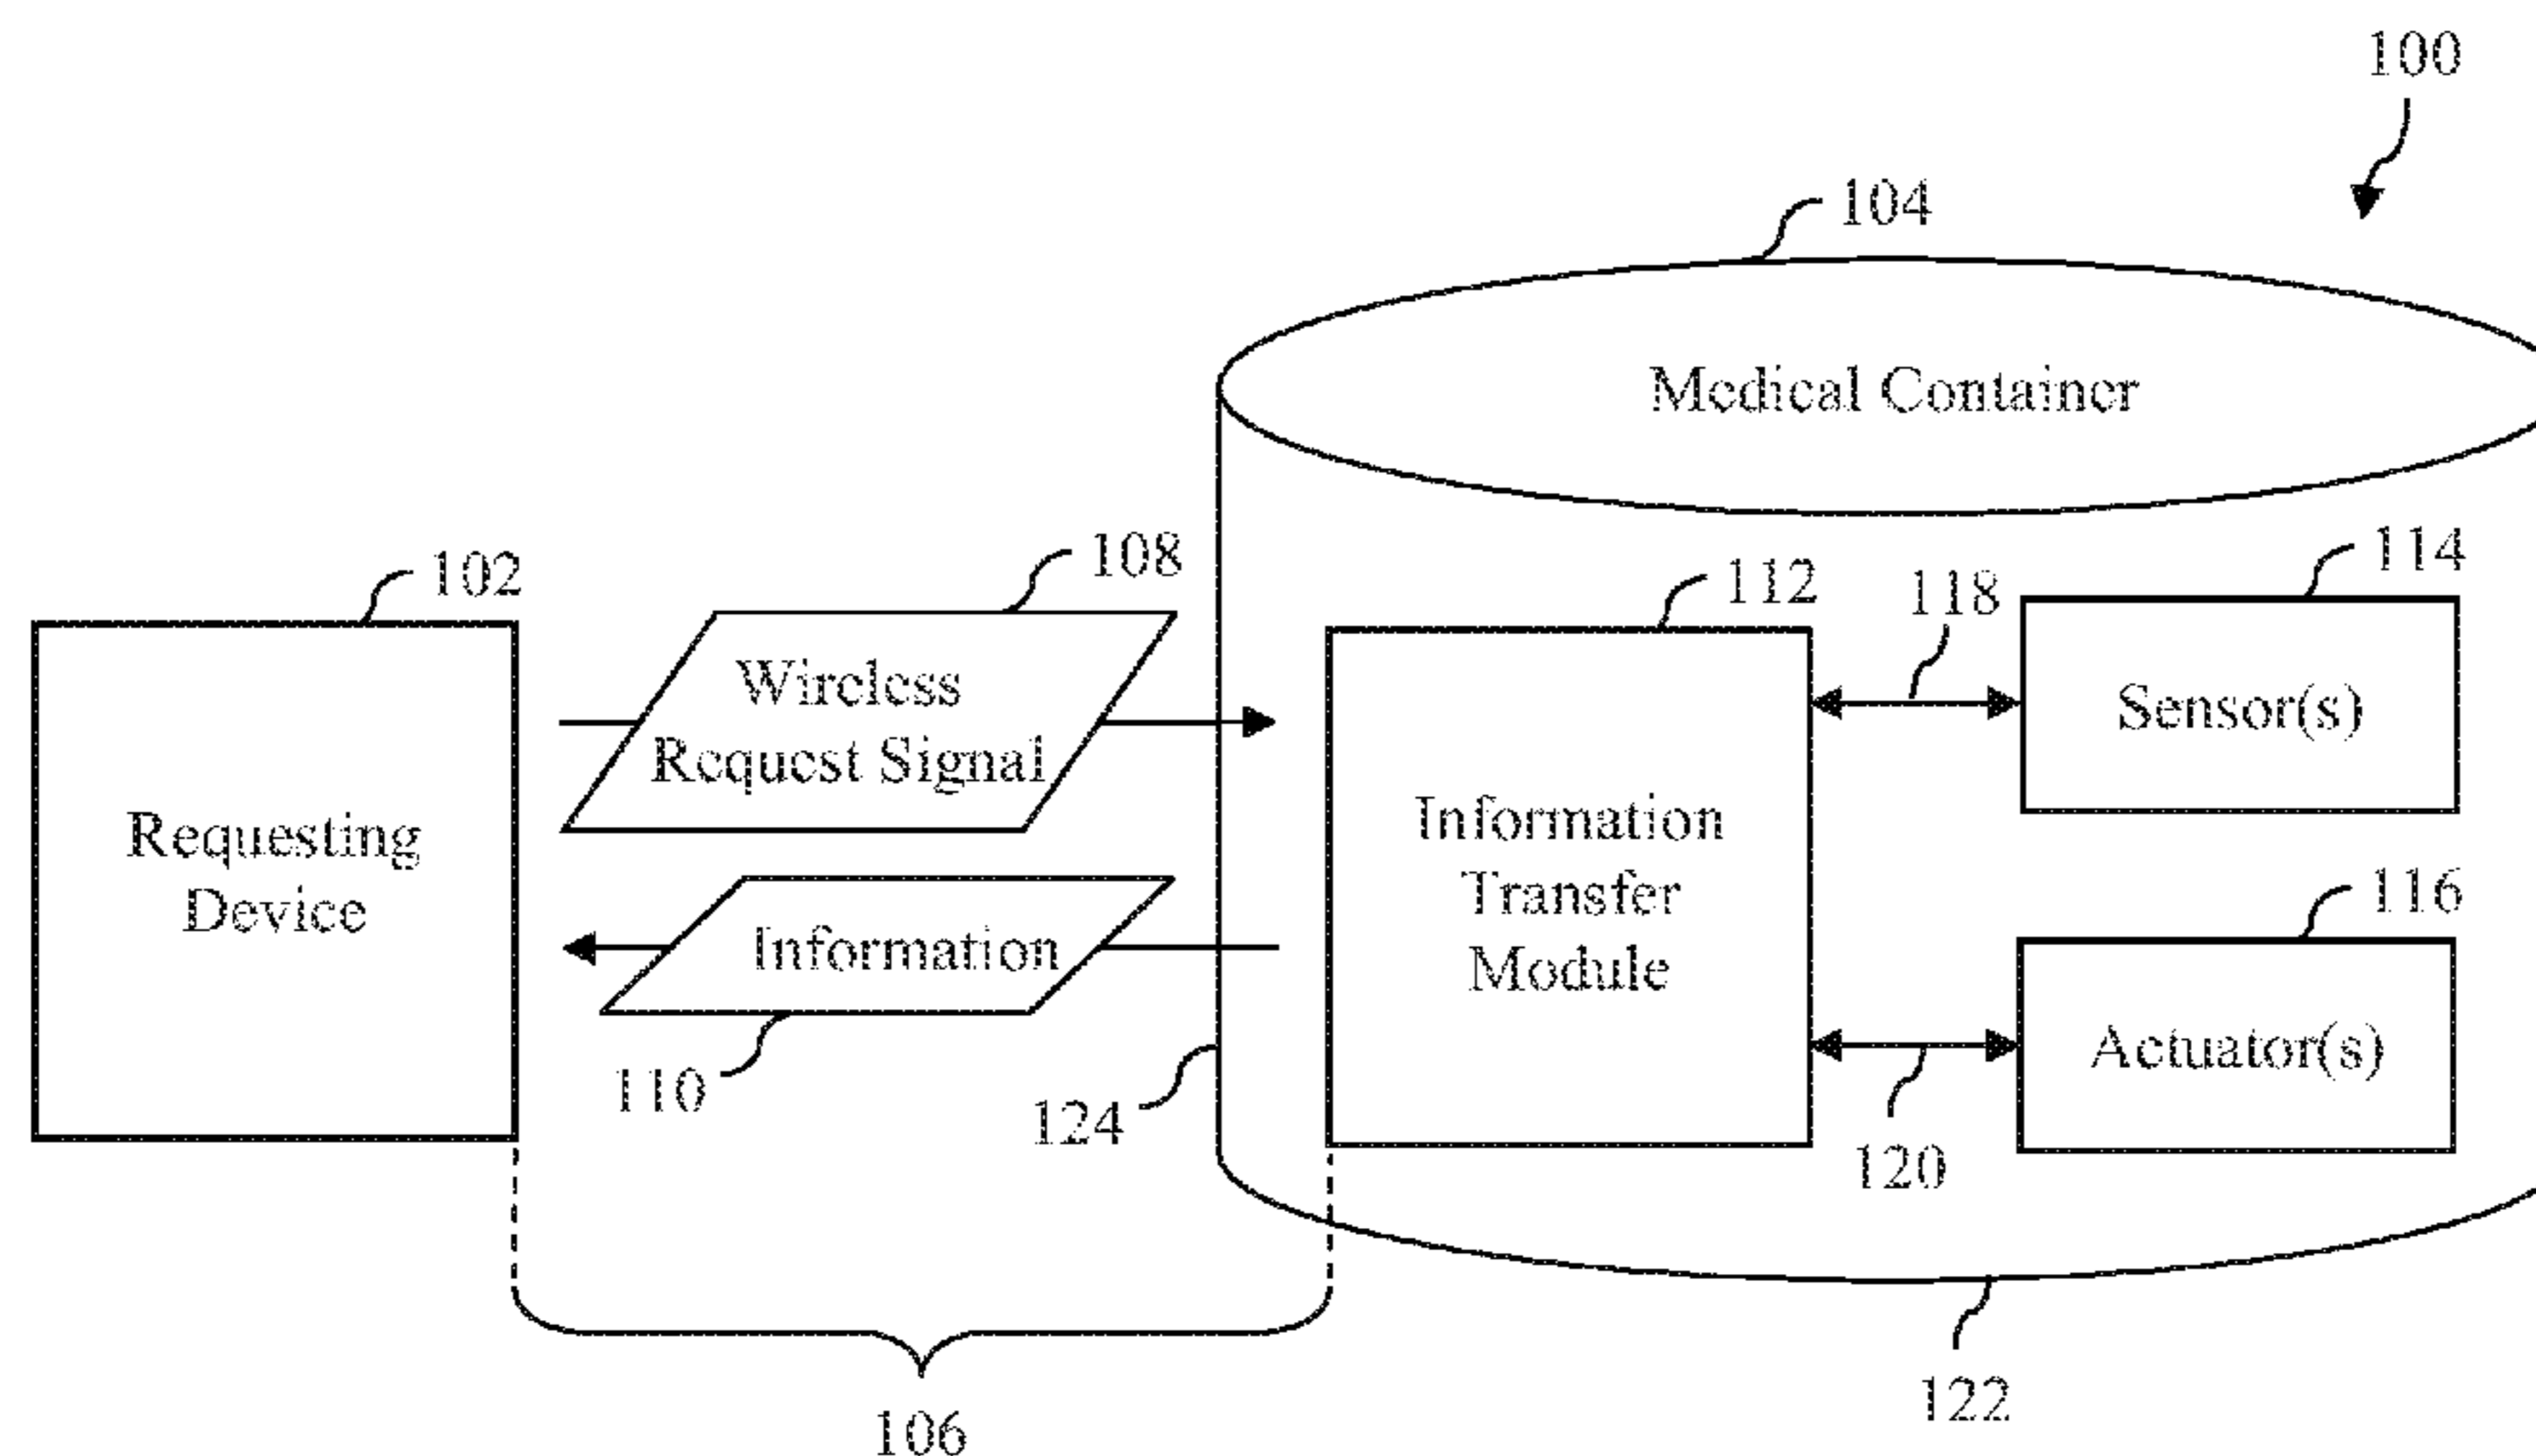 100
104
Medical Container
108
102
114
112
118
Wireless
Request Signal
Sensor(s)
Requesting
Device
Information
Transfer
Module
Information
116
Actuator(s)
110
124
120
122
106